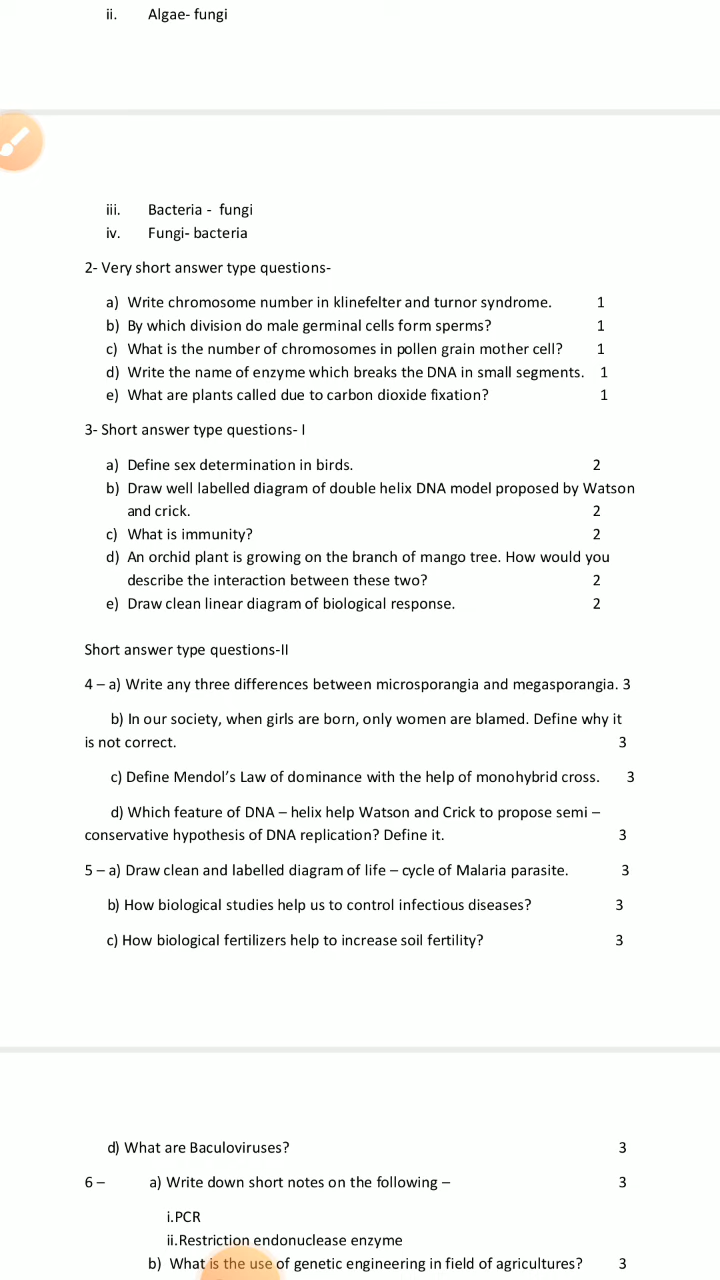 ii. Algae- fungi
iii. Bacteria - fungi
iv. Fungi- bacteria
2- Very short answer type questions-
a) Write chromosome number in klinefelter and turnor syndrome. 1
b) By which division do male germinal cells form sperms? 1
c) What is the number of chromosomes in pollen grain mother cell? 1
d) Write the name of enzyme which breaks the DNA in small segments. 1
e) What are plants called due to carbon dioxide fixation? 1
3- Short answer type questions- I
a) Define sex determination in birds. 2
b) Draw well labelled diagram of double helix DNA model proposed by Watson
and crick. 2
c) What is immunity? 2
d) An orchid plant is growing on the branch of mango tree. How would you
describe the interaction between these two? 2
e) Draw clean linear diagram of biological response. 2
Short answer type questions-II
4 – a) Write any three differences between microsporangia and megasporangia. 3
b) In our society, when girls are born, only women are blamed. Define why it
is not correct. 3
c) Define Mendol's Law of dominance with the help of monohybrid cross. 3
d) Which feature of DNA – helix help Watson and Crick to propose semi –
conservative hypothesis of DNA replication? Define it. 3
5 – a) Draw clean and labelled diagram of life – cycle of Malaria parasite. 3
b) How biological studies help us to control infectious diseases? 3
c) How biological fertilizers help to increase soil fertility? 3
d) What are Baculoviruses? 3
6 – a) Write down short notes on the following – 3
i.PCR
ii.Restriction endonuclease enzyme
b) What is the use of genetic engineering in field of agricultures? 3